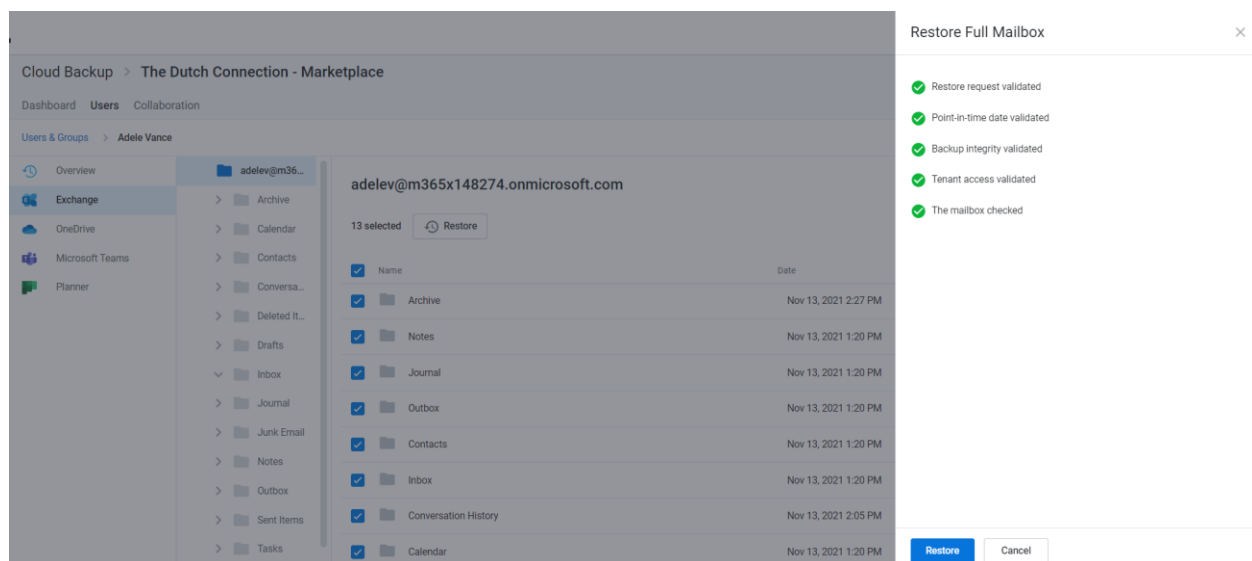 Restore Full Mailbox
Cloud Backup > The Dutch Connection - Marketplace
Dashboard Users Collaboration
Users & Groups > Adele Vance
Overview
Exchange
OneDrive
Microsoft Teams
Planner
adelev@m36...
Archive
Calendar
Contacts
Conversa...
Deleted It...
Drafts
Inbox
Journal
Junk Email
Notes
Outbox
Sent Items
Tasks
adelev@m365x148274.onmicrosoft.com
13 selected Restore
Name Date
Archive Nov 13, 2021 2:27 PM
Notes Nov 13, 2021 1:20 PM
Journal Nov 13, 2021 1:20 PM
Outbox Nov 13, 2021 1:20 PM
Contacts Nov 13, 2021 1:20 PM
Inbox Nov 13, 2021 1:20 PM
Conversation History Nov 13, 2021 2:05 PM
Calendar Nov 13, 2021 1:20 PM
Restore request validated
Point-in-time date validated
Backup integrity validated
Tenant access validated
The mailbox checked
Restore Cancel